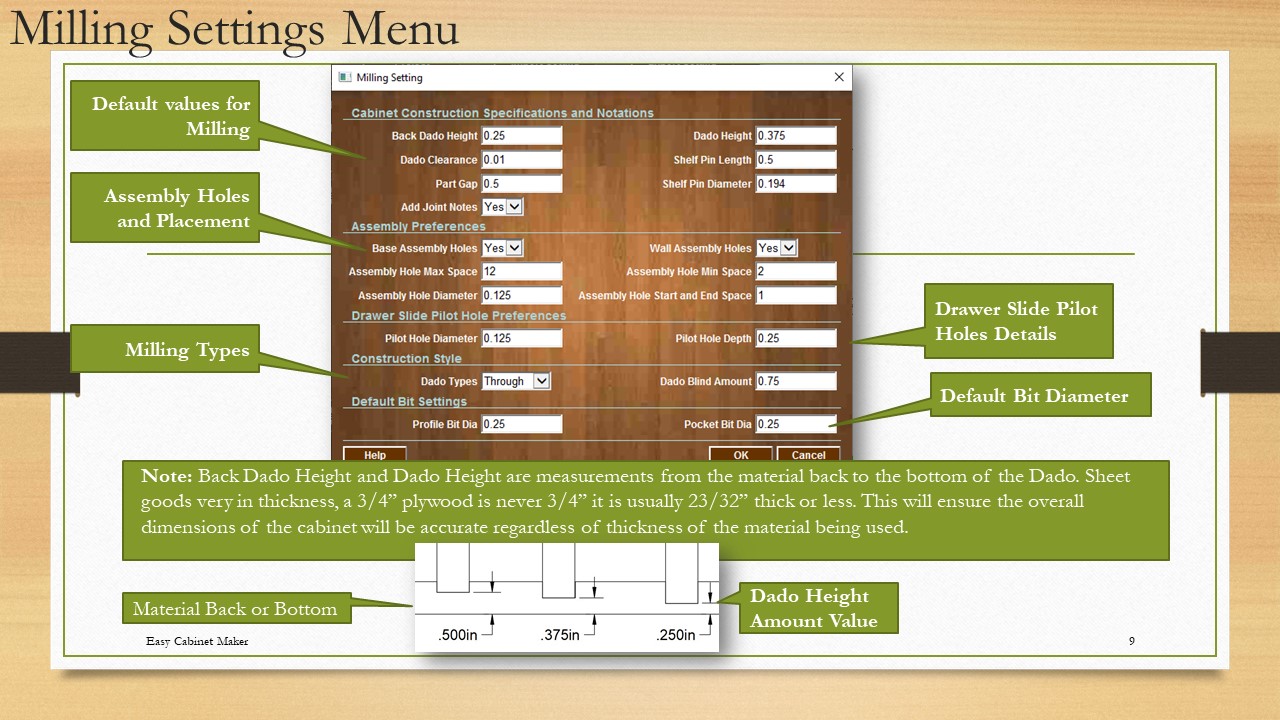 Milling Settings Menu
Default values for
Milling
Assembly Holes
and Placement
Milling Types
Milling Setting
Cabinet Construction Specifications and Notations
Back Dado Height 0.25 Dado Height 0.375
Dado Clearance 0.01 Shelf Pin Length 0.5
Part Gap 0.5 Shelf Pin Diameter 0.194
Add Joint Notes Yes
Assembly Preferences
Base Assembly Holes Yes Wall Assembly Holes Yes
Assembly Hole Max Space 12 Assembly Hole Min Space 2
Assembly Hole Diameter 0.125 Assembly Hole Start and End Space 1
Drawer Slide Pilot Hole Preferences
Pilot Hole Diameter 0.125 Pilot Hole Depth 0.25
Construction Style
Dado Types Through Dado Blind Amount 0.75
Default Bit Settings
Profile Bit Dia 0.25 Pocket Bit Dia 0.25
Help OK Cancel
Drawer Slide Pilot
Holes Details
Default Bit Diameter
Note: Back Dado Height and Dado Height are measurements from the material back to the bottom of the Dado. Sheet
goods very in thickness, a 3/4” plywood is never 3/4” it is usually 23/32” thick or less. This will ensure the overall
dimensions of the cabinet will be accurate regardless of thickness of the material being used.
Material Back or Bottom
.500in .375in .250in
Dado Height
Amount Value
Easy Cabinet Maker
9